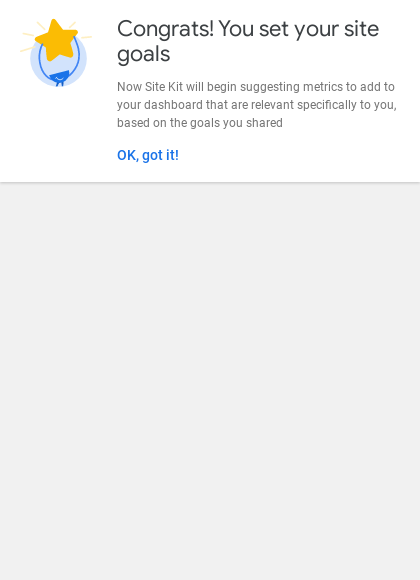 Congrats! You set your site
goals
Now Site Kit will begin suggesting metrics to add to
your dashboard that are relevant specifically to you,
based on the goals you shared
OK, got it!